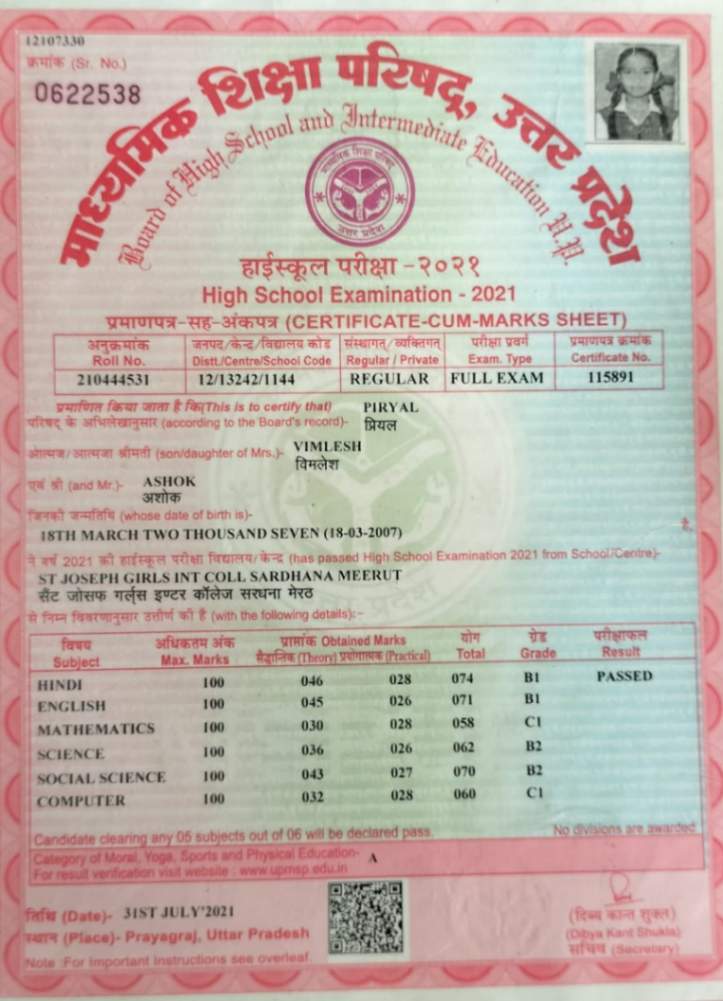 12107330
क्रमांक (Sr. No.)
0622538
माध्यमिक शिक्षा परिषद्, उत्तर प्रदेश
Board of High School and Intermediate Education U.P.
माध्यमिक शिक्षा परिषद
उत्तर प्रदेश
हाईस्कूल परीक्षा -२०२१
High School Examination - 2021
प्रमाणपत्र-सह-अंकपत्र (CERTIFICATE-CUM-MARKS SHEET)
अनुक्रमांक जनपद/केन्द्र/विद्यालय कोड संस्थागत/व्यक्तिगत परीक्षा प्रवर्ग प्रमाणपत्र क्रमांक
Roll No. Distt./Centre/School Code Regular / Private Exam. Type Certificate No.
210444531 12/13242/1144 REGULAR FULL EXAM 115891
प्रमाणित किया जाता है कि(This is to certify that) PIRYAL
परिषद् के अभिलेखानुसार (according to the Board's record)- प्रियल
आत्मज/आत्मजा श्रीमती (son/daughter of Mrs.)- VIMLESH
विमलेश
एवं श्री (and Mr.)- ASHOK
अशोक
जिनकी जन्मतिथि (whose date of birth is)-
18TH MARCH TWO THOUSAND SEVEN (18-03-2007) है,
ने वर्ष 2021 की हाईस्कूल परीक्षा विद्यालय/केन्द्र (has passed High School Examination 2021 from School/Centre)-
ST JOSEPH GIRLS INT COLL SARDHANA MEERUT
सैंट जोसफ गर्ल्स इण्टर कॉलेज सरधना मेरठ
से निम्न विवरणानुसार उत्तीर्ण की है (with the following details):-
विषय अधिकतम अंक प्राप्तांक Obtained Marks योग ग्रेड परीक्षाफल
Subject Max. Marks सैद्धान्तिक (Theory) प्रयोगात्मक (Practical) Total Grade Result
HINDI 100 046 028 074 B1 PASSED
ENGLISH 100 045 026 071 B1
MATHEMATICS 100 030 028 058 C1
SCIENCE 100 036 026 062 B2
SOCIAL SCIENCE 100 043 027 070 B2
COMPUTER 100 032 028 060 C1
Candidate clearing any 05 subjects out of 06 will be declared pass. No divisions are awarded
Category of Moral, Yoga, Sports and Physical Education- A
For result verification visit website : www.upmsp.edu.in
तिथि (Date)- 31ST JULY'2021
स्थान (Place)- Prayagraj, Uttar Pradesh
Note :For Important Instructions see overleaf.
(दिव्य कान्त शुक्ल)
(Dibya Kant Shukla)
सचिव (Secretary)